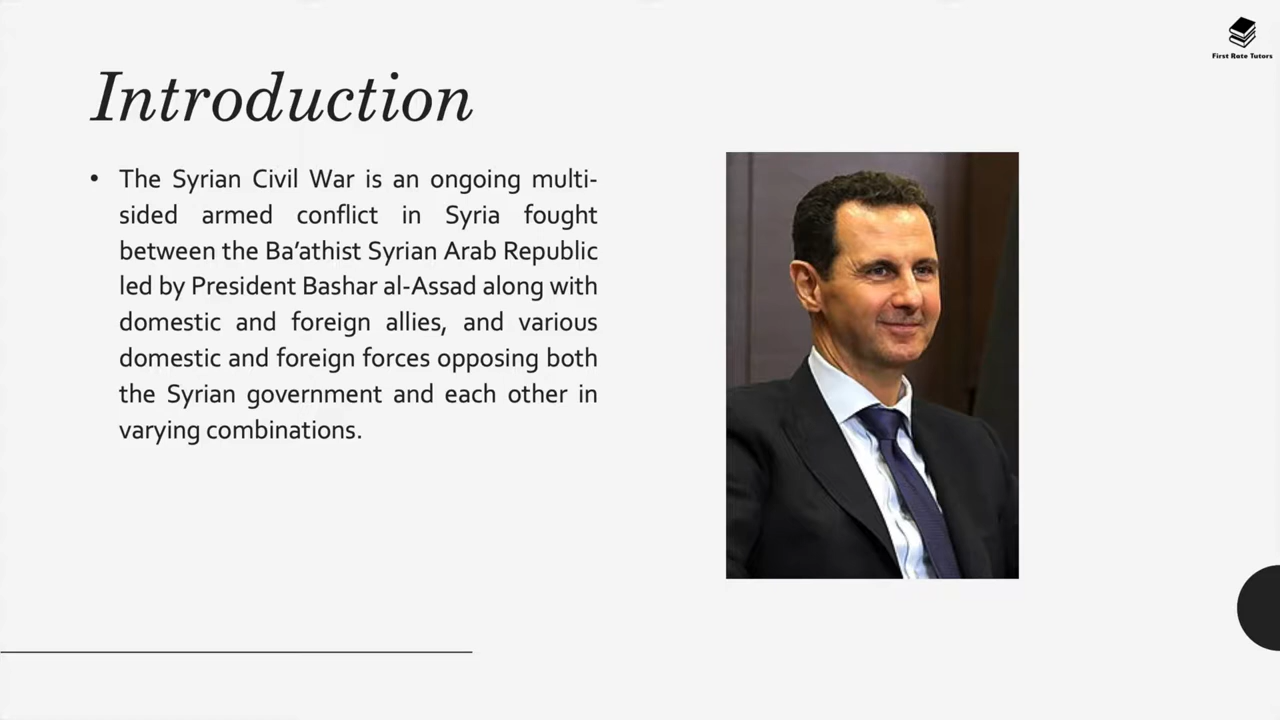 First Rate Tutors
Introduction
• The Syrian Civil War is an ongoing multi-
sided armed conflict in Syria fought
between the Ba’athist Syrian Arab Republic
led by President Bashar al-Assad along with
domestic and foreign allies, and various
domestic and foreign forces opposing both
the Syrian government and each other in
varying combinations.